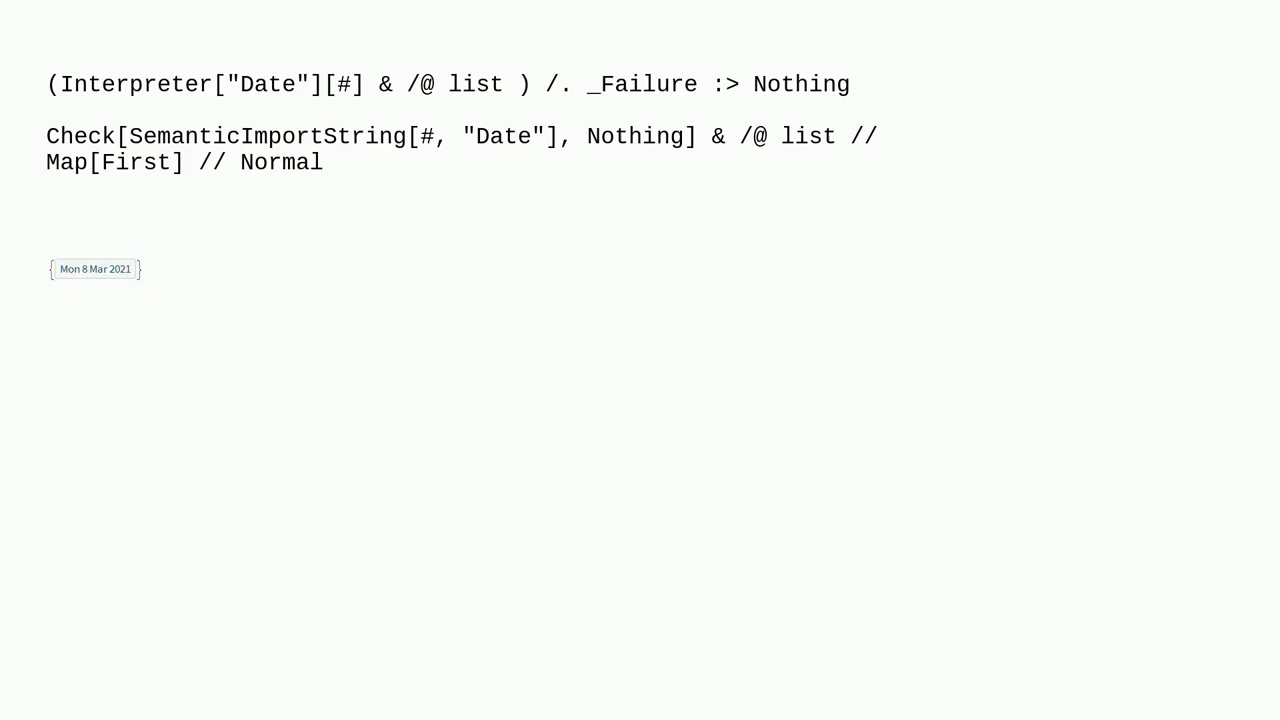 (Interpreter["Date"][#] & /@ list ) /. _Failure :> Nothing
Check[SemanticImportString[#, "Date"], Nothing] & /@ list //
Map[First] // Normal
{Mon 8 Mar 2021}